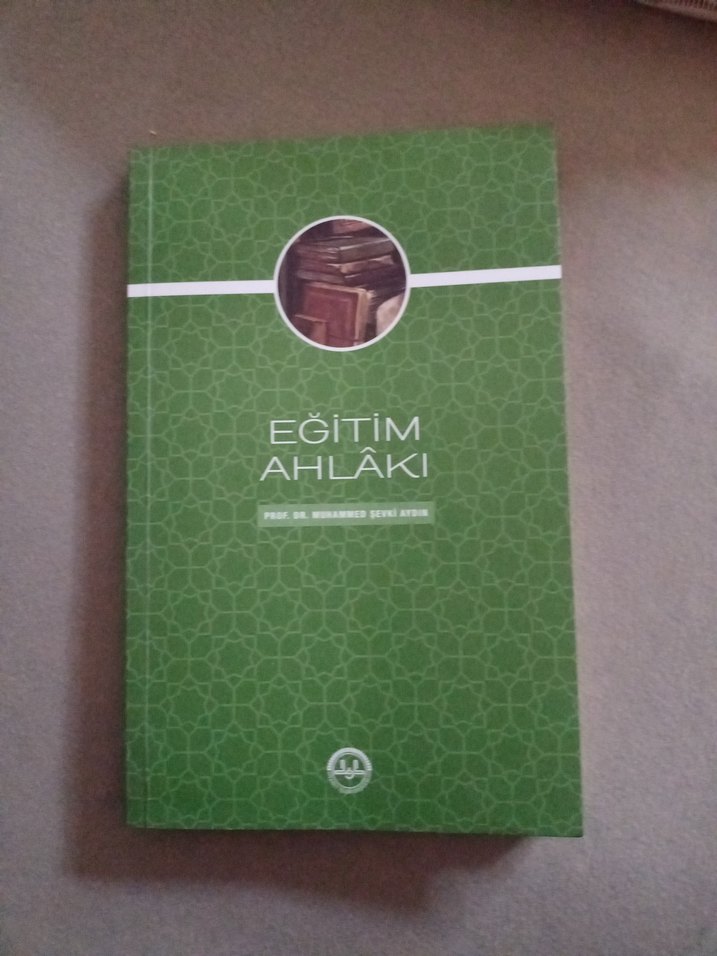 EĞİTİM
AHLÂKI
PROF. DR. MUHAMMED ŞEVKİ AYDIN